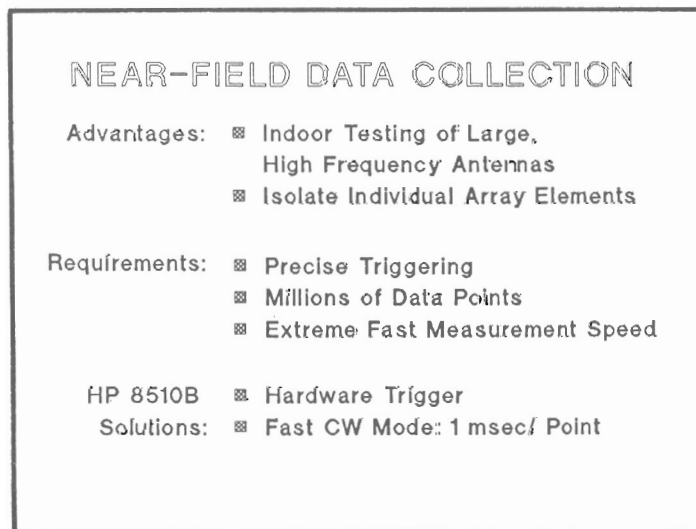 NEAR-FIELD DATA COLLECTION
Advantages: ▩ Indoor Testing of Large,
High Frequency Antennas
▩ Isolate Individual Array Elements
Requirements: ▩ Precise Triggering
▩ Millions of Data Points
▩ Extreme Fast Measurement Speed
HP 8510B ▩ Hardware Trigger
Solutions: ▩ Fast CW Mode: 1 msec/ Point